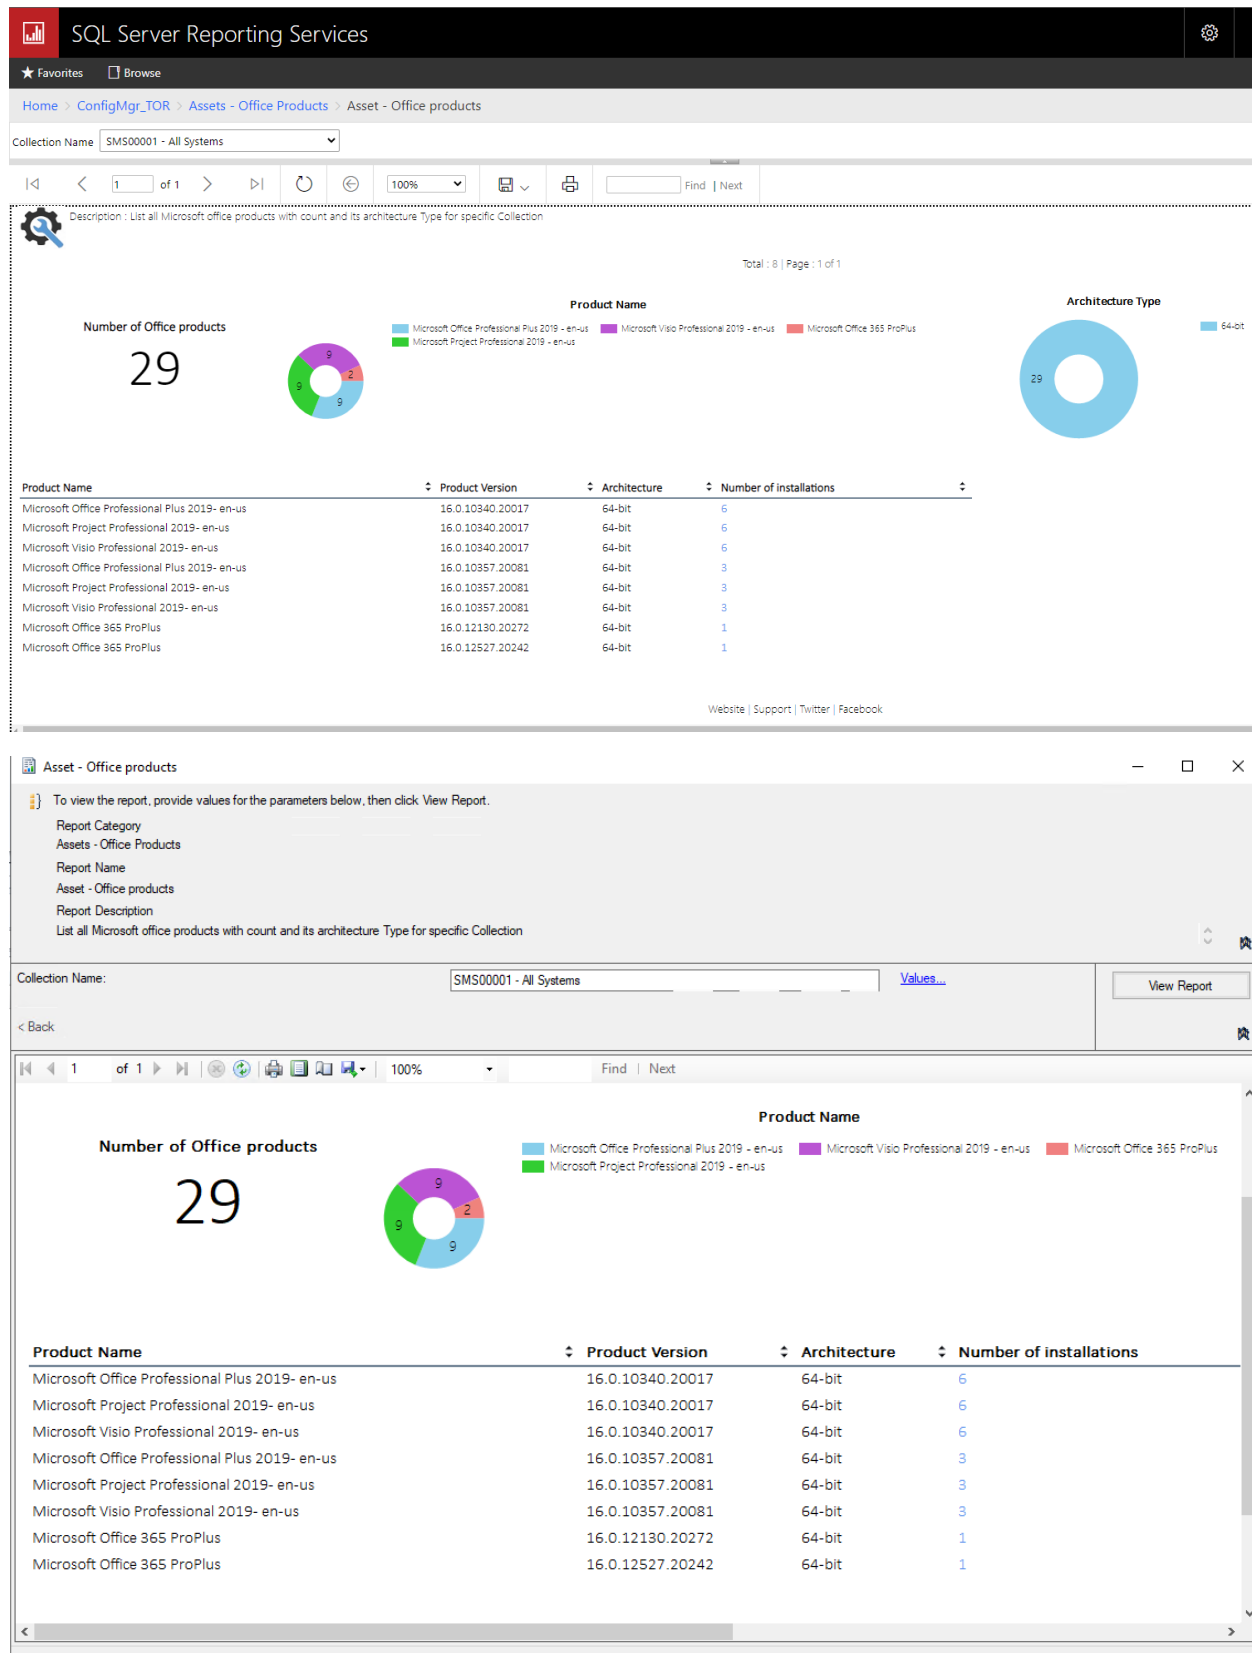 SQL Server Reporting Services
Favorites Browse
Home > ConfigMgr_TOR > Assets - Office Products > Asset - Office products
Collection Name SMS00001 - All Systems
1 of 1 100% Find | Next
Description : List all Microsoft office products with count and its architecture Type for specific Collection
Total : 8 | Page : 1 of 1
Product Name
Architecture Type
Number of Office products
29
Microsoft Office Professional Plus 2019 - en-us Microsoft Visio Professional 2019 - en-us Microsoft Office 365 ProPlus
Microsoft Project Professional 2019 - en-us
64-bit
9
2
9
9
29
Product Name Product Version Architecture Number of installations
Microsoft Office Professional Plus 2019- en-us 16.0.10340.20017 64-bit 6
Microsoft Project Professional 2019- en-us 16.0.10340.20017 64-bit 6
Microsoft Visio Professional 2019- en-us 16.0.10340.20017 64-bit 6
Microsoft Office Professional Plus 2019- en-us 16.0.10357.20081 64-bit 3
Microsoft Project Professional 2019- en-us 16.0.10357.20081 64-bit 3
Microsoft Visio Professional 2019- en-us 16.0.10357.20081 64-bit 3
Microsoft Office 365 ProPlus 16.0.12130.20272 64-bit 1
Microsoft Office 365 ProPlus 16.0.12527.20242 64-bit 1
Website | Support | Twitter | Facebook
Asset - Office products
To view the report, provide values for the parameters below, then click View Report.
Report Category
Assets - Office Products
Report Name
Asset - Office products
Report Description
List all Microsoft office products with count and its architecture Type for specific Collection
Collection Name: SMS00001 - All Systems Values... View Report
< Back
1 of 1 100% Find | Next
Product Name
Number of Office products
29
Microsoft Office Professional Plus 2019 - en-us Microsoft Visio Professional 2019 - en-us Microsoft Office 365 ProPlus
Microsoft Project Professional 2019 - en-us
9
2
9
9
Product Name Product Version Architecture Number of installations
Microsoft Office Professional Plus 2019- en-us 16.0.10340.20017 64-bit 6
Microsoft Project Professional 2019- en-us 16.0.10340.20017 64-bit 6
Microsoft Visio Professional 2019- en-us 16.0.10340.20017 64-bit 6
Microsoft Office Professional Plus 2019- en-us 16.0.10357.20081 64-bit 3
Microsoft Project Professional 2019- en-us 16.0.10357.20081 64-bit 3
Microsoft Visio Professional 2019- en-us 16.0.10357.20081 64-bit 3
Microsoft Office 365 ProPlus 16.0.12130.20272 64-bit 1
Microsoft Office 365 ProPlus 16.0.12527.20242 64-bit 1